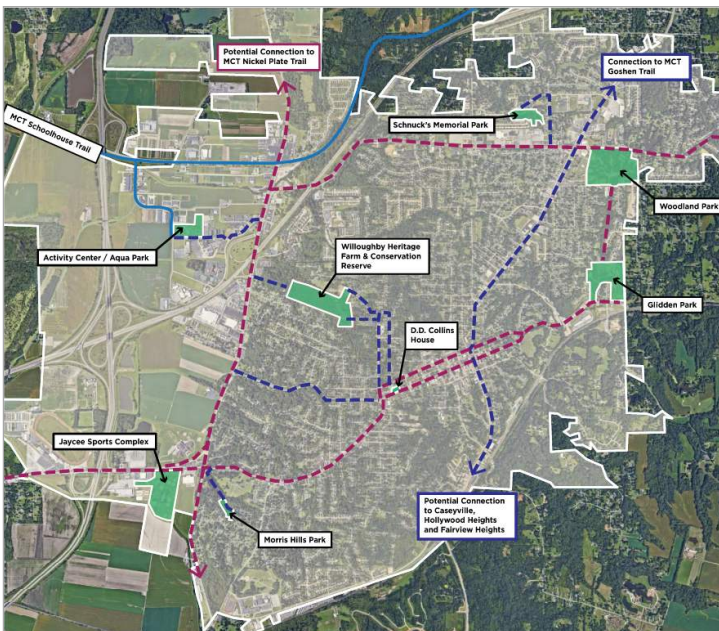 Potential Connection to
MCT Nickel Plate Trail
Connection to MCT
Goshen Trail
MCT Schoolhouse Trail
Schnuck's Memorial Park
Woodland Park
Activity Center / Aqua Park
Willoughby Heritage
Farm & Conservation
Reserve
Glidden Park
D.D. Collins
House
Jaycee Sports Complex
Potential Connection
to Caseyville,
Hollywood Heights
and Fairview Heights
Morris Hills Park